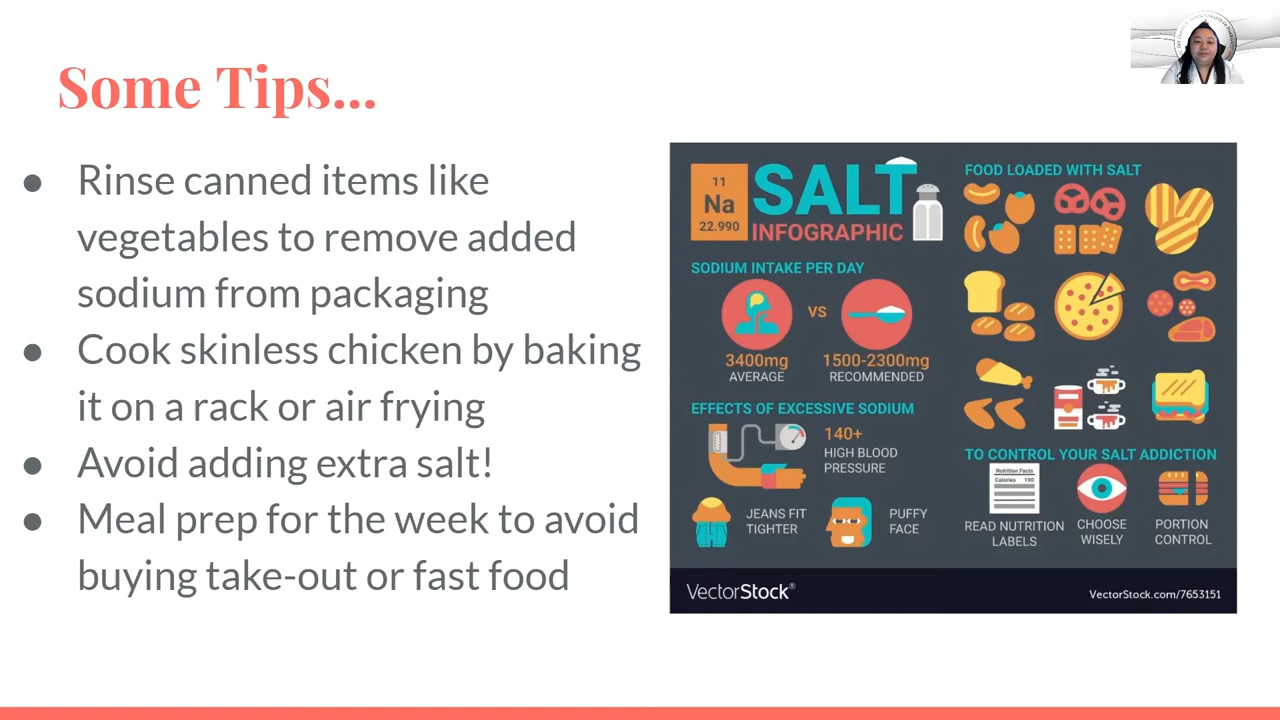 Some Tips...
● Rinse canned items like
vegetables to remove added
sodium from packaging
● Cook skinless chicken by baking
it on a rack or air frying
● Avoid adding extra salt!
● Meal prep for the week to avoid
buying take-out or fast food
11
Na
22.990
SALT
INFOGRAPHIC
SODIUM INTAKE PER DAY
VS
3400mg
AVERAGE
1500-2300mg
RECOMMENDED
EFFECTS OF EXCESSIVE SODIUM
140+
HIGH BLOOD
PRESSURE
JEANS FIT
TIGHTER
PUFFY
FACE
FOOD LOADED WITH SALT
TO CONTROL YOUR SALT ADDICTION
Nutrition Facts
Calories 190
READ NUTRITION
LABELS
CHOOSE
WISELY
PORTION
CONTROL
VectorStock®
VectorStock.com/7653151